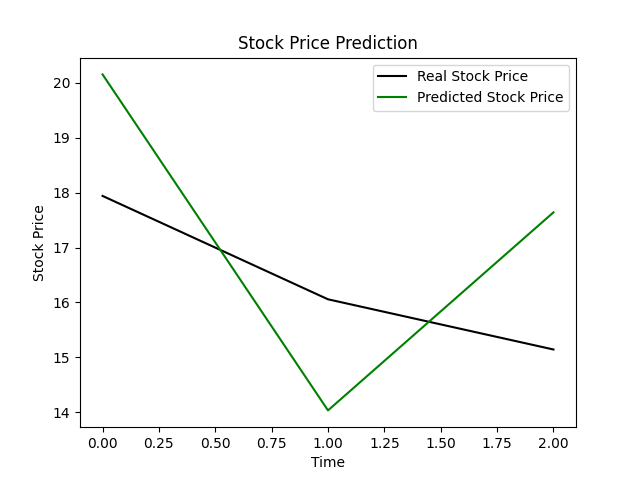 Stock Price Prediction
Real Stock Price
Predicted Stock Price
Stock Price
20
19
18
17
16
15
14
0.00 0.25 0.50 0.75 1.00 1.25 1.50 1.75 2.00
Time